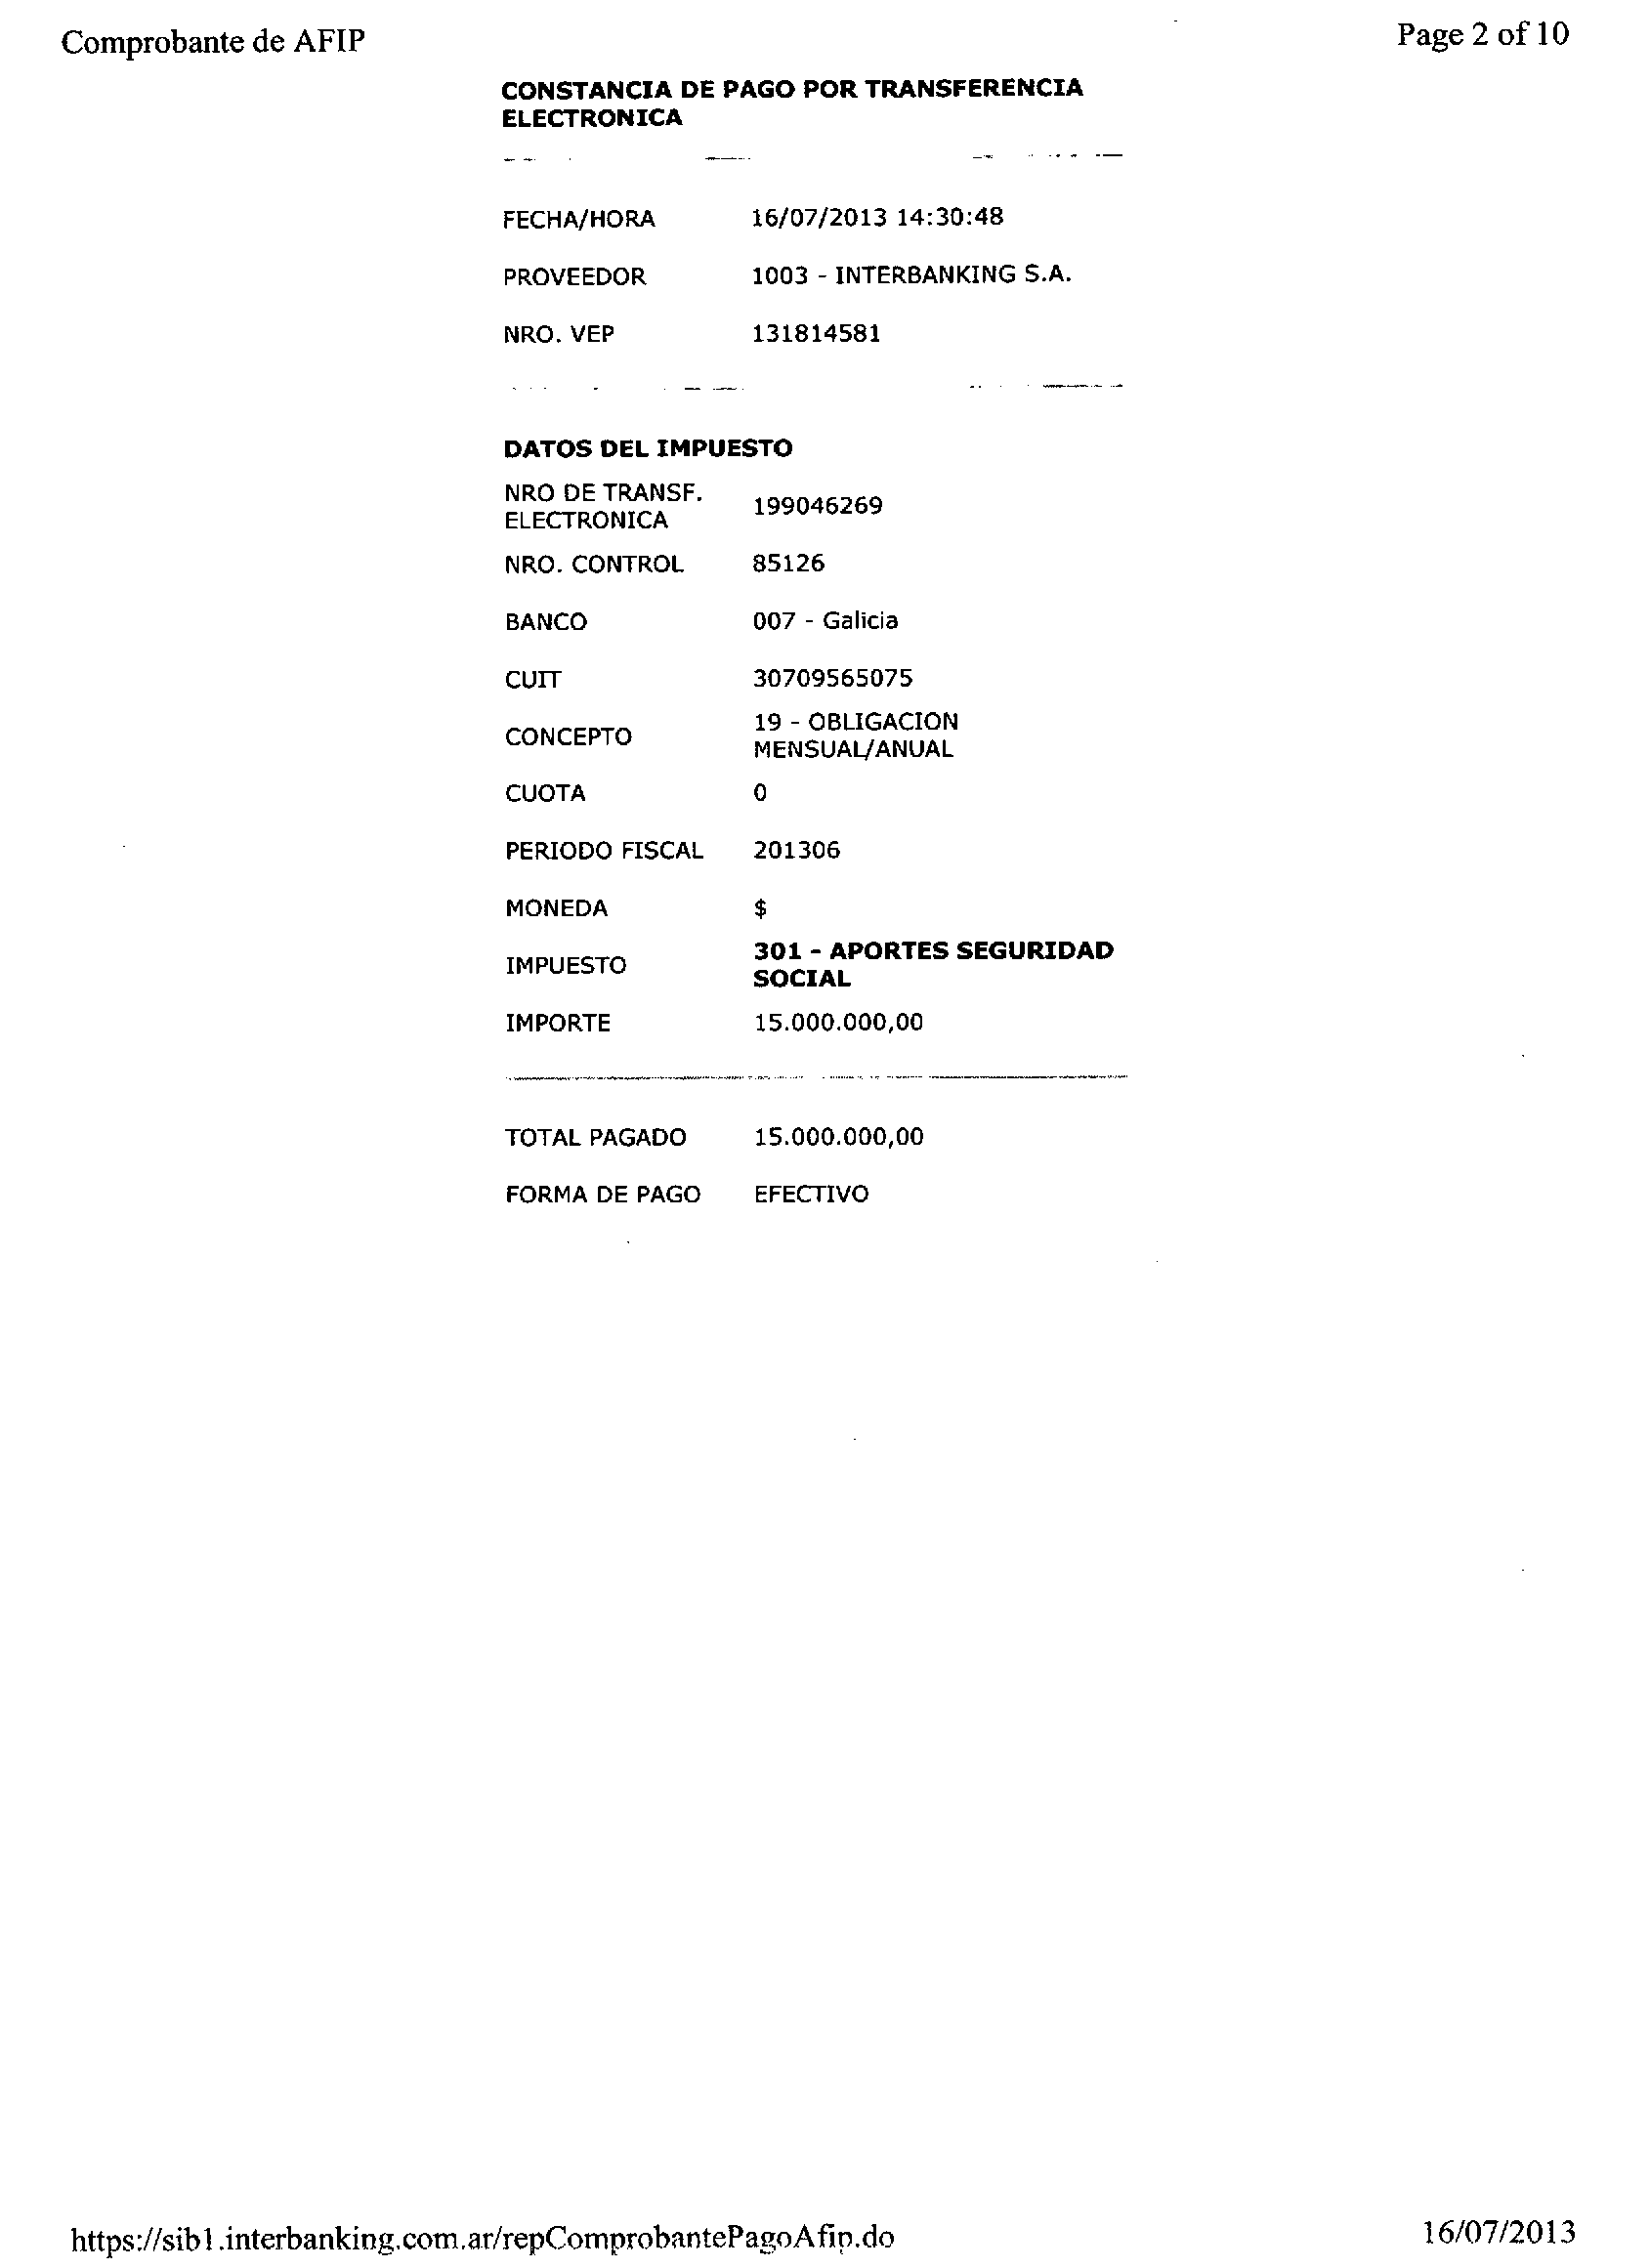 Comprobante de AFIP
Page 2 of 10
CONSTANCIA DE PAGO POR TRANSFERENCIA
ELECTRONICA
FECHA/HORA 16/07/2013 14:30:48
PROVEEDOR 1003 - INTERBANKING S.A.
NRO. VEP 131814581
DATOS DEL IMPUESTO
NRO DE TRANSF.
ELECTRONICA 199046269
NRO. CONTROL 85126
BANCO 007 - Galicia
CUIT 30709565075
CONCEPTO 19 - OBLIGACION
MENSUAL/ANUAL
CUOTA 0
PERIODO FISCAL 201306
MONEDA $
IMPUESTO 301 - APORTES SEGURIDAD
SOCIAL
IMPORTE 15.000.000,00
TOTAL PAGADO 15.000.000,00
FORMA DE PAGO EFECTIVO
https://sib1.interbanking.com.ar/repComprobantePagoAfip.do
16/07/2013